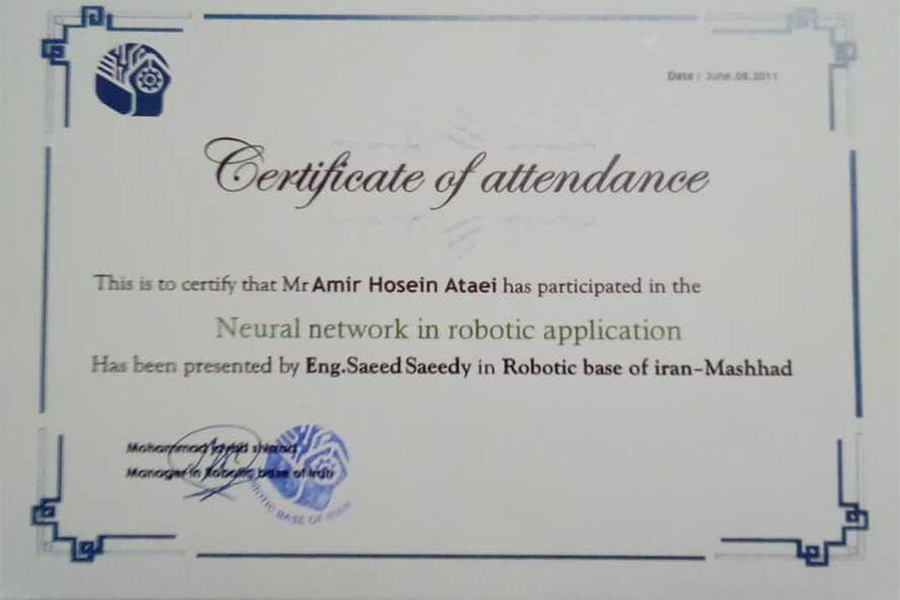 Date : June.08.2011
Certificate of attendance
This is to certify that Mr Amir Hosein Ataei has participated in the
Neural network in robotic application
Has been presented by Eng.Saeed Saeedy in Robotic base of iran-Mashhad
Mohammad
Manager in Robotic base of iran
ROBOTIC BASE OF IRAN